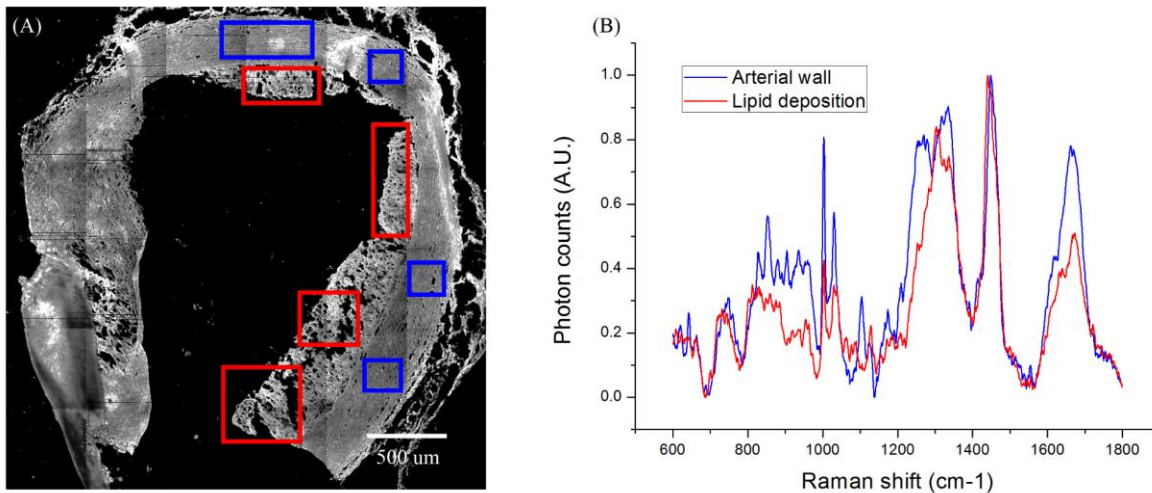 (A)
500 um
(B)
Arterial wall
Lipid deposition
Photon counts (A.U.)
1.0
0.8
0.6
0.4
0.2
0.0
600
800
1000
1200
1400
1600
1800
Raman shift (cm-1)